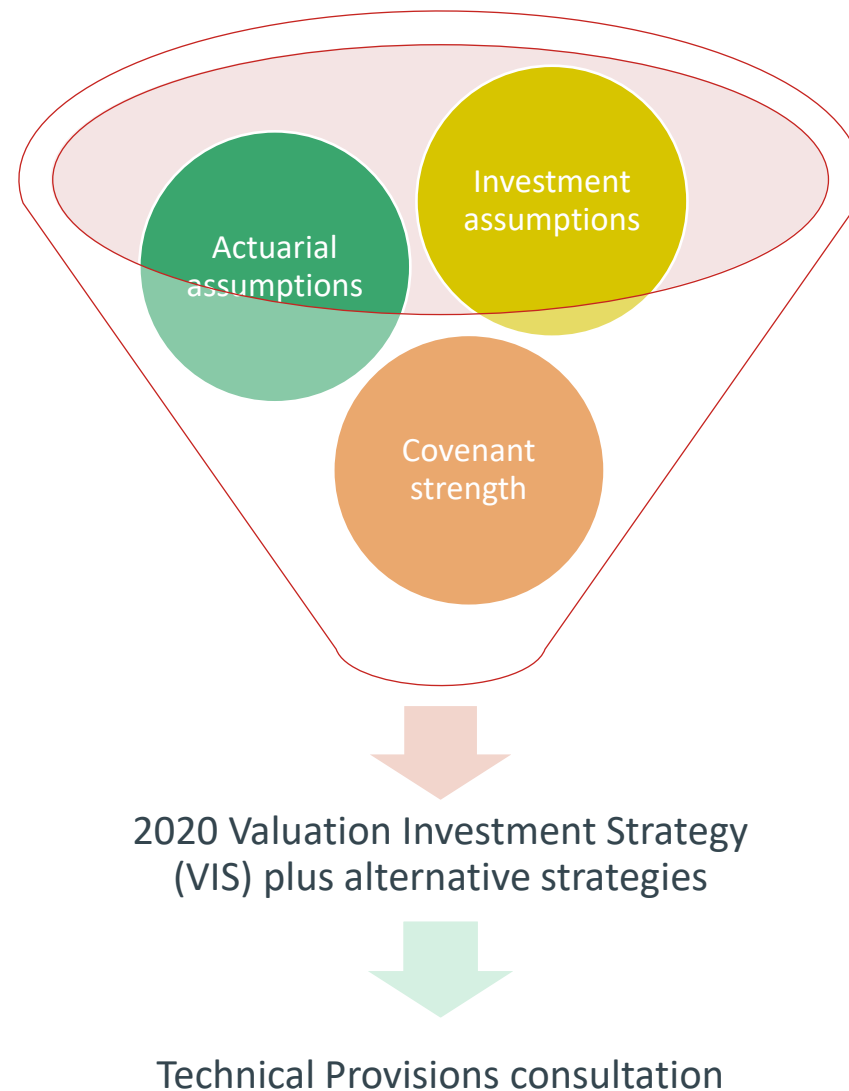 Investment
assumptions
Actuarial
assumptions
Covenant
strength
2020 Valuation Investment Strategy
(VIS) plus alternative strategies
Technical Provisions consultation